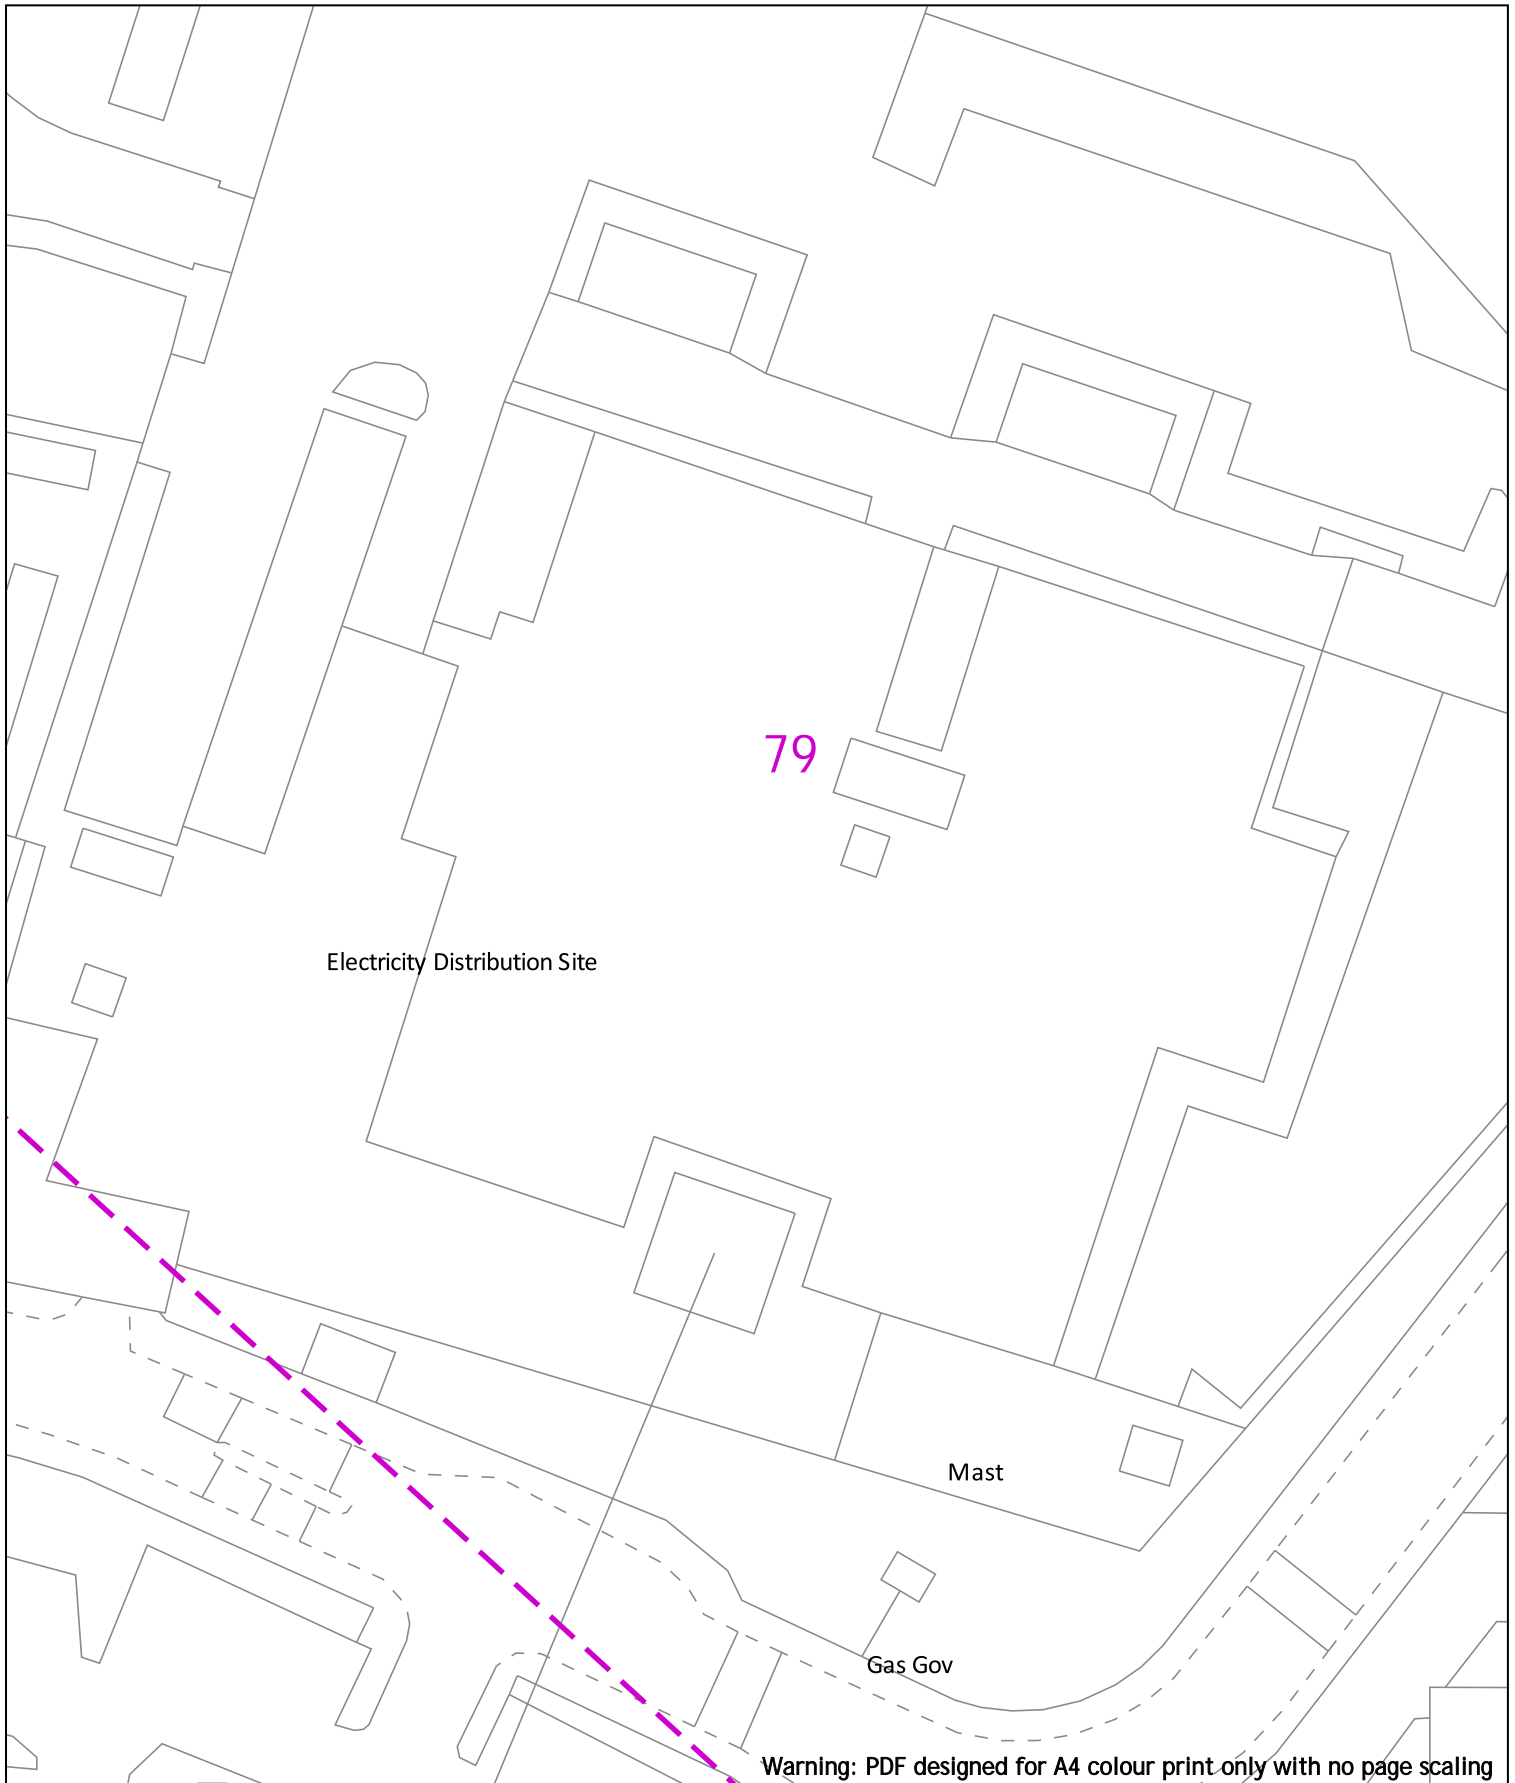 79
Electricity Distribution Site
Mast
Gas Gov
Warning: PDF designed for A4 colour print only with no page scaling